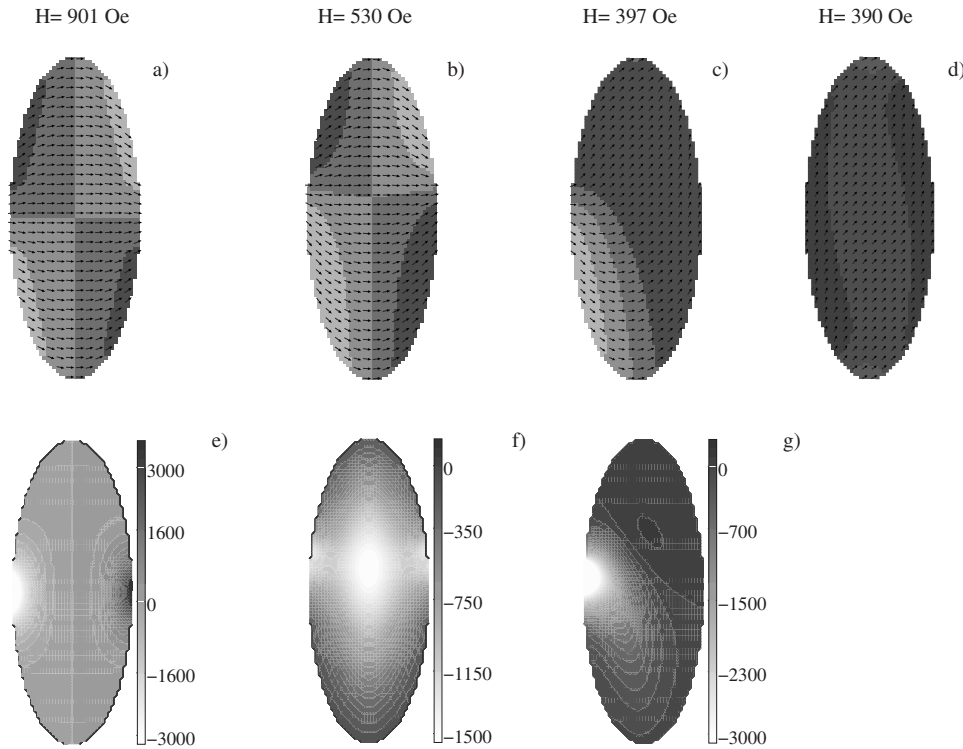 H= 901 Oe
H= 530 Oe
H= 397 Oe
H= 390 Oe
a)
b)
c)
d)
e)
3000
1600
0
−1600
−3000
f)
0
−350
−750
−1150
−1500
g)
0
−700
−1500
−2300
−3000